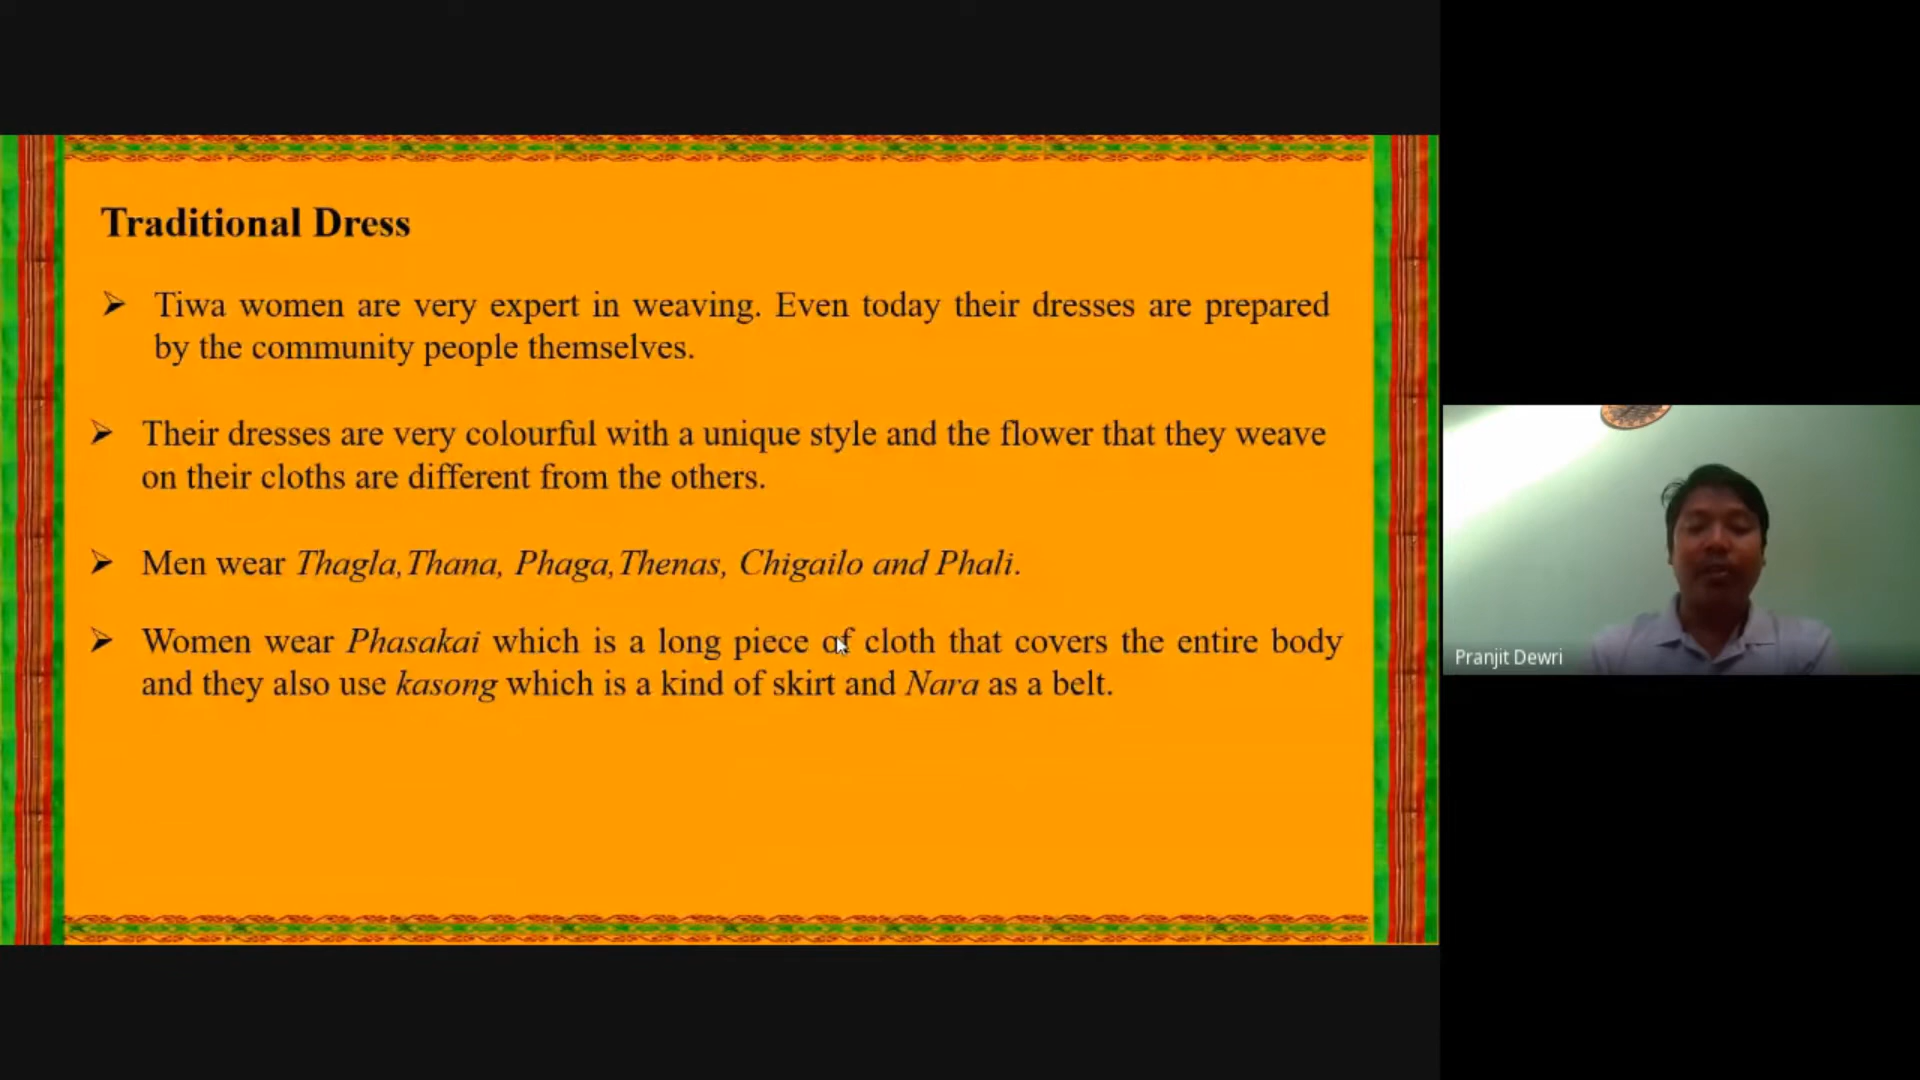 Traditional Dress
➢ Tiwa women are very expert in weaving. Even today their dresses are prepared
by the community people themselves.
➢ Their dresses are very colourful with a unique style and the flower that they weave
on their cloths are different from the others.
➢ Men wear Thagla,Thana, Phaga,Thenas, Chigailo and Phali.
➢ Women wear Phasakai which is a long piece of cloth that covers the entire body
and they also use kasong which is a kind of skirt and Nara as a belt.
Pranjit Dewri